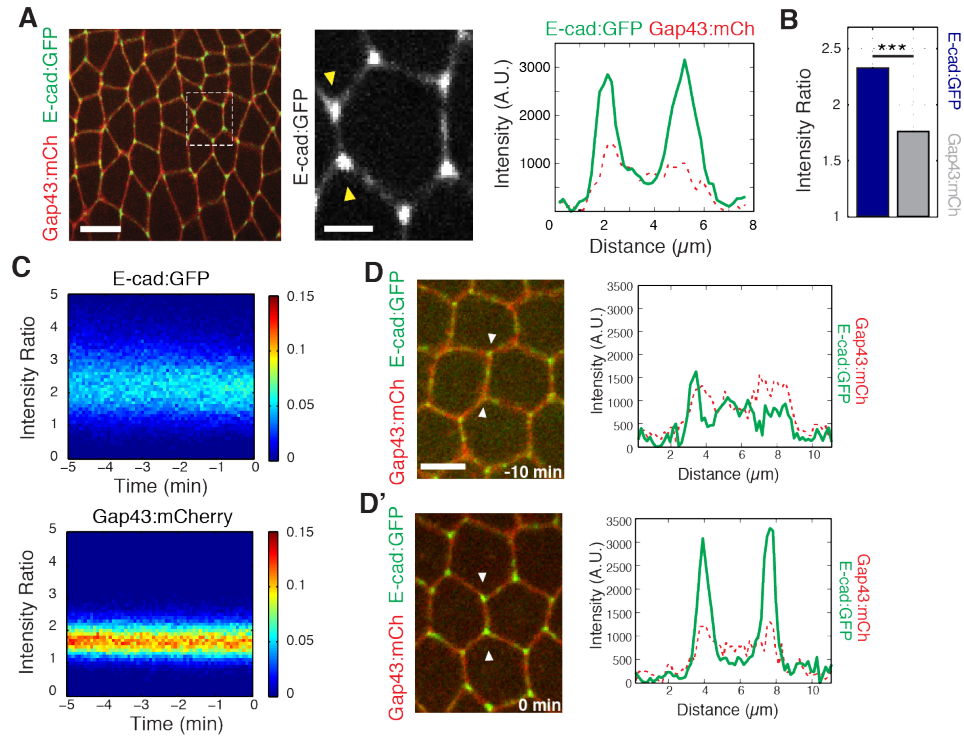 A
Gap43:mCh E-cad:GFP
E-cad:GFP
E-cad:GFP Gap43:mCh
Intensity (A.U.)
3000
2000
1000
0 2 4 6 8
Distance (µm)
B
Intensity Ratio
2.5
2
1.5
1
***
E-cad:GFP
Gap43:mCh
C
E-cad:GFP
Intensity Ratio
5
4
3
2
1
0
−5 −4 −3 −2 −1 0
Time (min)
0.15
0.1
0.05
0
Gap43:mCherry
Intensity Ratio
5
4
3
2
1
0
−5 −4 −3 −2 −1 0
Time (min)
0.15
0.1
0.05
0
D
Gap43:mCh E-cad:GFP
-10 min
Intensity (A.U.)
3500
3000
2500
2000
1500
1000
500
0
2 4 6 8 10
Distance (µm)
Gap43:mCh
E-cad:GFP
D’
Gap43:mCh E-cad:GFP
0 min
Intensity (A.U.)
3500
3000
2500
2000
1500
1000
500
0
2 4 6 8 10
Distance (µm)
Gap43:mCh
E-cad:GFP